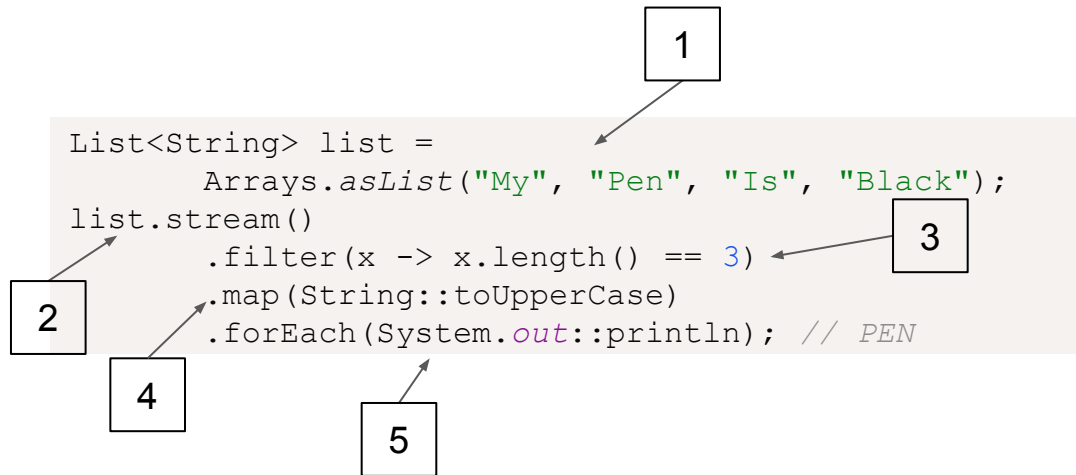 1
List<String> list =
Arrays.asList("My", "Pen", "Is", "Black");
list.stream()
.filter(x -> x.length() == 3)
3
2
.map(String::toUpperCase)
.forEach(System.out::println); // PEN
4
5